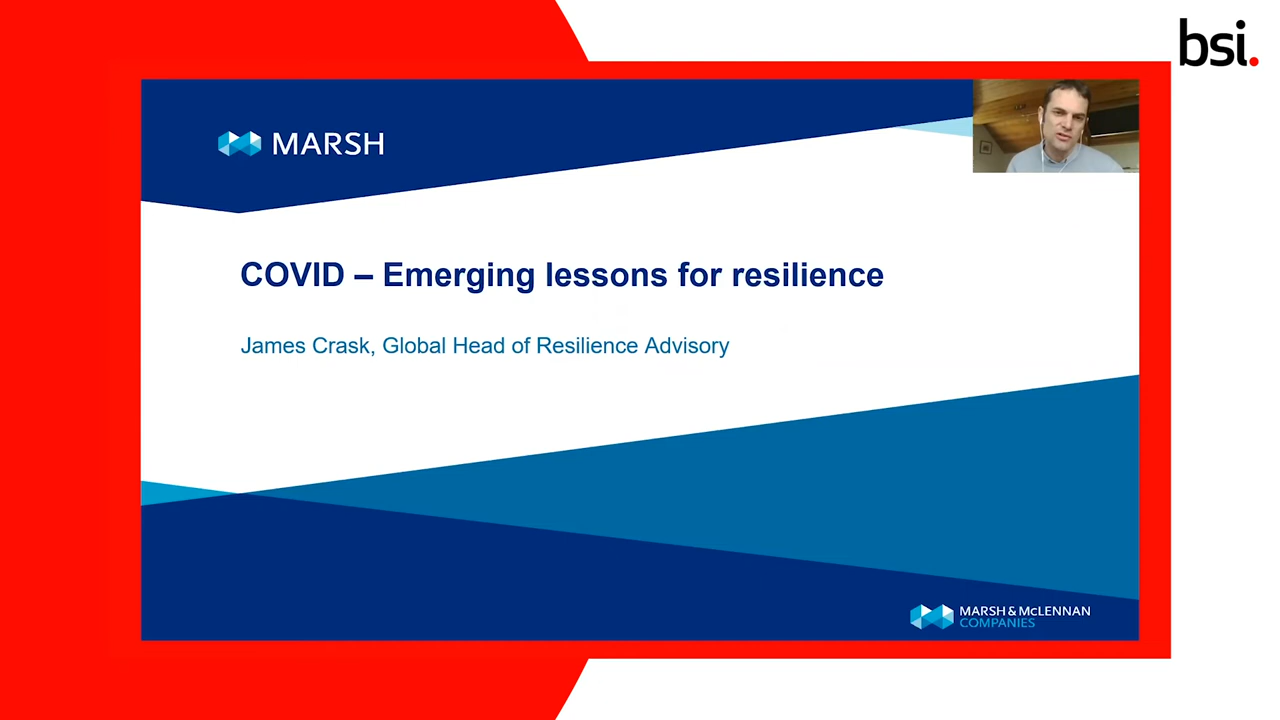 bsi.
MARSH
COVID – Emerging lessons for resilience
James Crask, Global Head of Resilience Advisory
MARSH & McLENNAN
COMPANIES